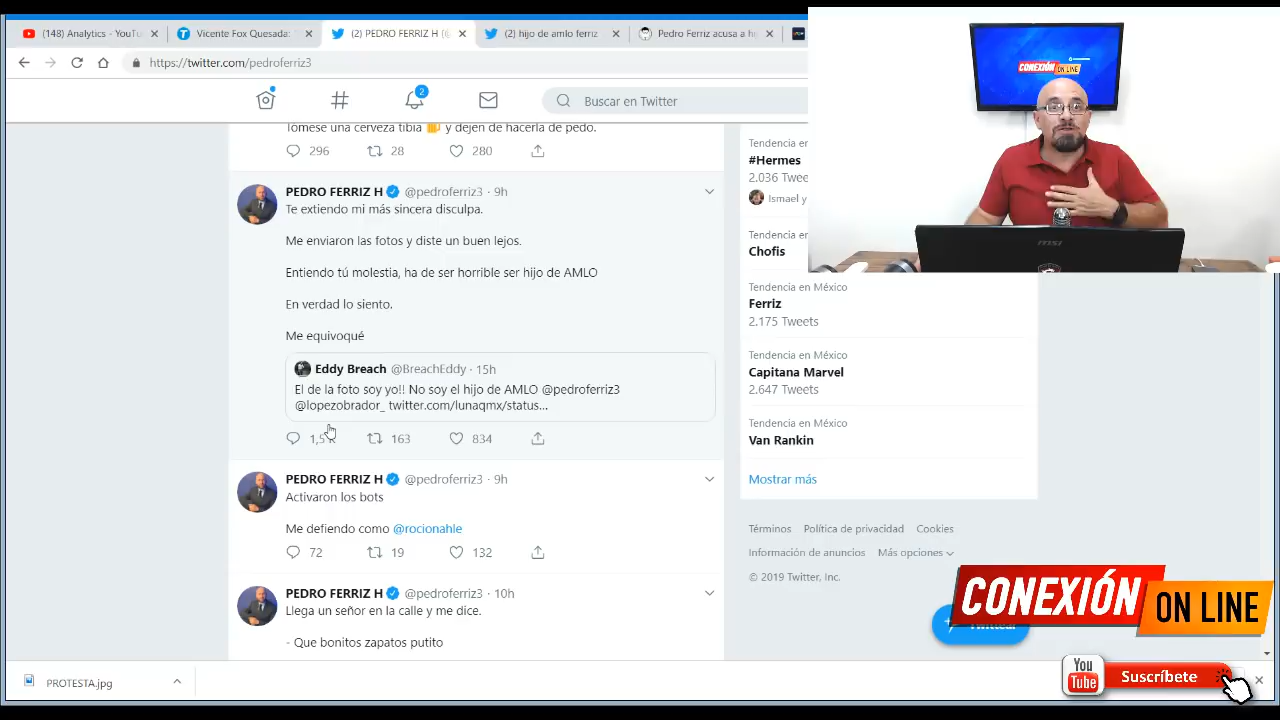 (148) Analytics - YouTu
Vicente Fox Quesada:
(2) PEDRO FERRIZ H (
(2) hijo de amlo ferriz
Pedro Ferriz acusa a hi
https://twitter.com/pedroferriz3
2
Buscar en Twitter
CONEXIÓN ON LINE
msi
Tómese una cerveza tibia y dejen de hacerla de pedo.
296 28 280
PEDRO FERRIZ H @pedroferriz3 · 9h
Te extiendo mi más sincera disculpa.
Me enviaron las fotos y diste un buen lejos.
Entiendo tu molestia, ha de ser horrible ser hijo de AMLO
En verdad lo siento.
Me equivoqué
Eddy Breach @BreachEddy · 15h
El de la foto soy yo!! No soy el hijo de AMLO @pedroferriz3
@lopezobrador_ twitter.com/lunaqmx/status...
163 834
PEDRO FERRIZ H @pedroferriz3 · 9h
Activaron los bots
Me defiendo como @rocionahle
72 19 132
PEDRO FERRIZ H @pedroferriz3 · 10h
Llega un señor en la calle y me dice.
Que bonitos zapatos putito
Tendencia en
#Hermes
2.036 Twee
Ismael y
Tendencia en
Chofis
Tendencia en México
Ferriz
2.175 Tweets
Tendencia en México
Capitana Marvel
2.647 Tweets
Tendencia en México
Van Rankin
Mostrar más
Términos Política de privacidad Cookies
Información de anuncios Más opciones
© 2019 Twitter, Inc.
CONEXIÓN ON LINE
You Tube Suscríbete
PROTESTA.jpg